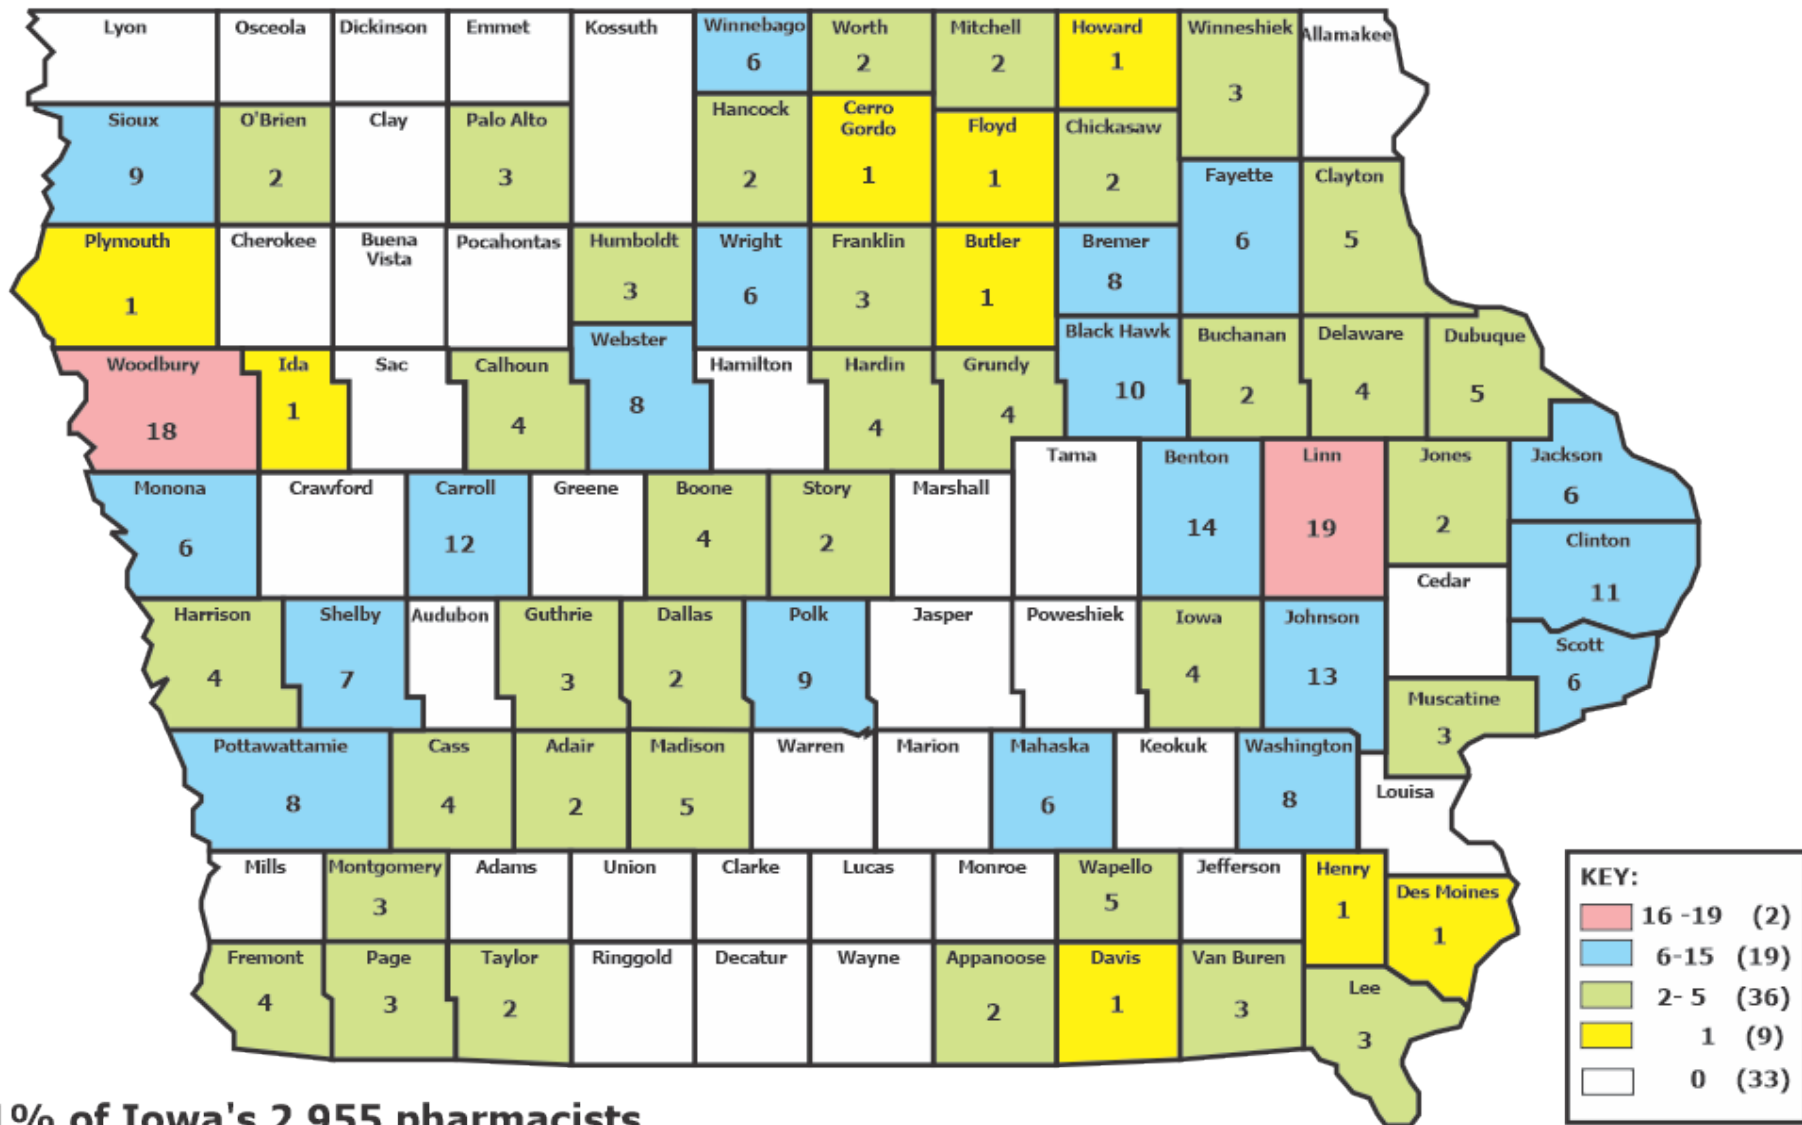 Lyon Osceola Dickinson Emmet Kossuth Winnebago Worth Mitchell Howard Winneshiek Allamakee
6 2 2 1 3
Sioux O'Brien Clay Palo Alto Hancock Cerro Gordo Floyd Chickasaw
9 2 3 2 1 1 2
Fayette Clayton
6 5
Plymouth Cherokee Buena Vista Pocahontas Humboldt Wright Franklin Butler Bremer
1 3 6 3 1 8
Woodbury Ida Sac Calhoun Webster Hamilton Hardin Grundy Black Hawk Buchanan Delaware Dubuque
18 1 4 8 4 4 10 2 4 5
Tama Benton Linn Jones Jackson
14 19 2 6
Monona Crawford Carroll Greene Boone Story Marshall
6 12 4 2
Clinton
11
Cedar
Harrison Shelby Audubon Guthrie Dallas Polk Jasper Poweshiek Iowa Johnson
4 7 3 2 9 4 13
Scott
6
Muscatine
3
Pottawattamie Cass Adair Madison Warren Marion Mahaska Keokuk Washington
8 4 2 5 6 8
Louisa
Mills Montgomery Adams Union Clarke Lucas Monroe Wapello Jefferson Henry
3 5 1
Des Moines
1
Fremont Page Taylor Ringgold Decatur Wayne Appanoose Davis Van Buren
4 3 2 2 1 3
Lee
3
KEY:
16 -19 (2)
6-15 (19)
2- 5 (36)
1 (9)
0 (33)
% of Iowa's 2,955 pharmacists